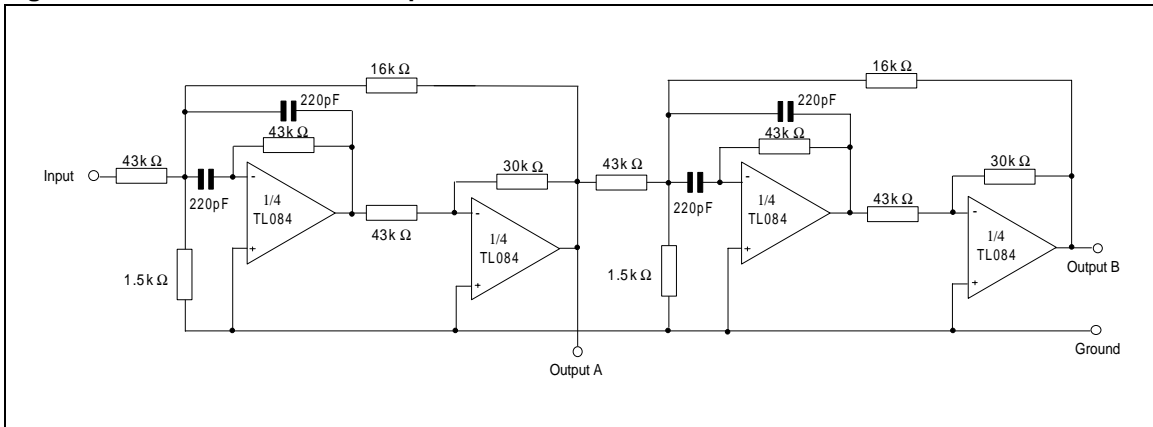 16k Ω
16k Ω
220pF
220pF
43k Ω
43k Ω
43k Ω
30k Ω
43k Ω
30k Ω
Input
-
-
220pF
1/4
TL084
-
220pF
1/4
TL084
-
43k Ω
43k Ω
1/4
TL084
1/4
TL084
1.5k Ω
+
1.5k Ω
+
Output B
+
+
Ground
Output A